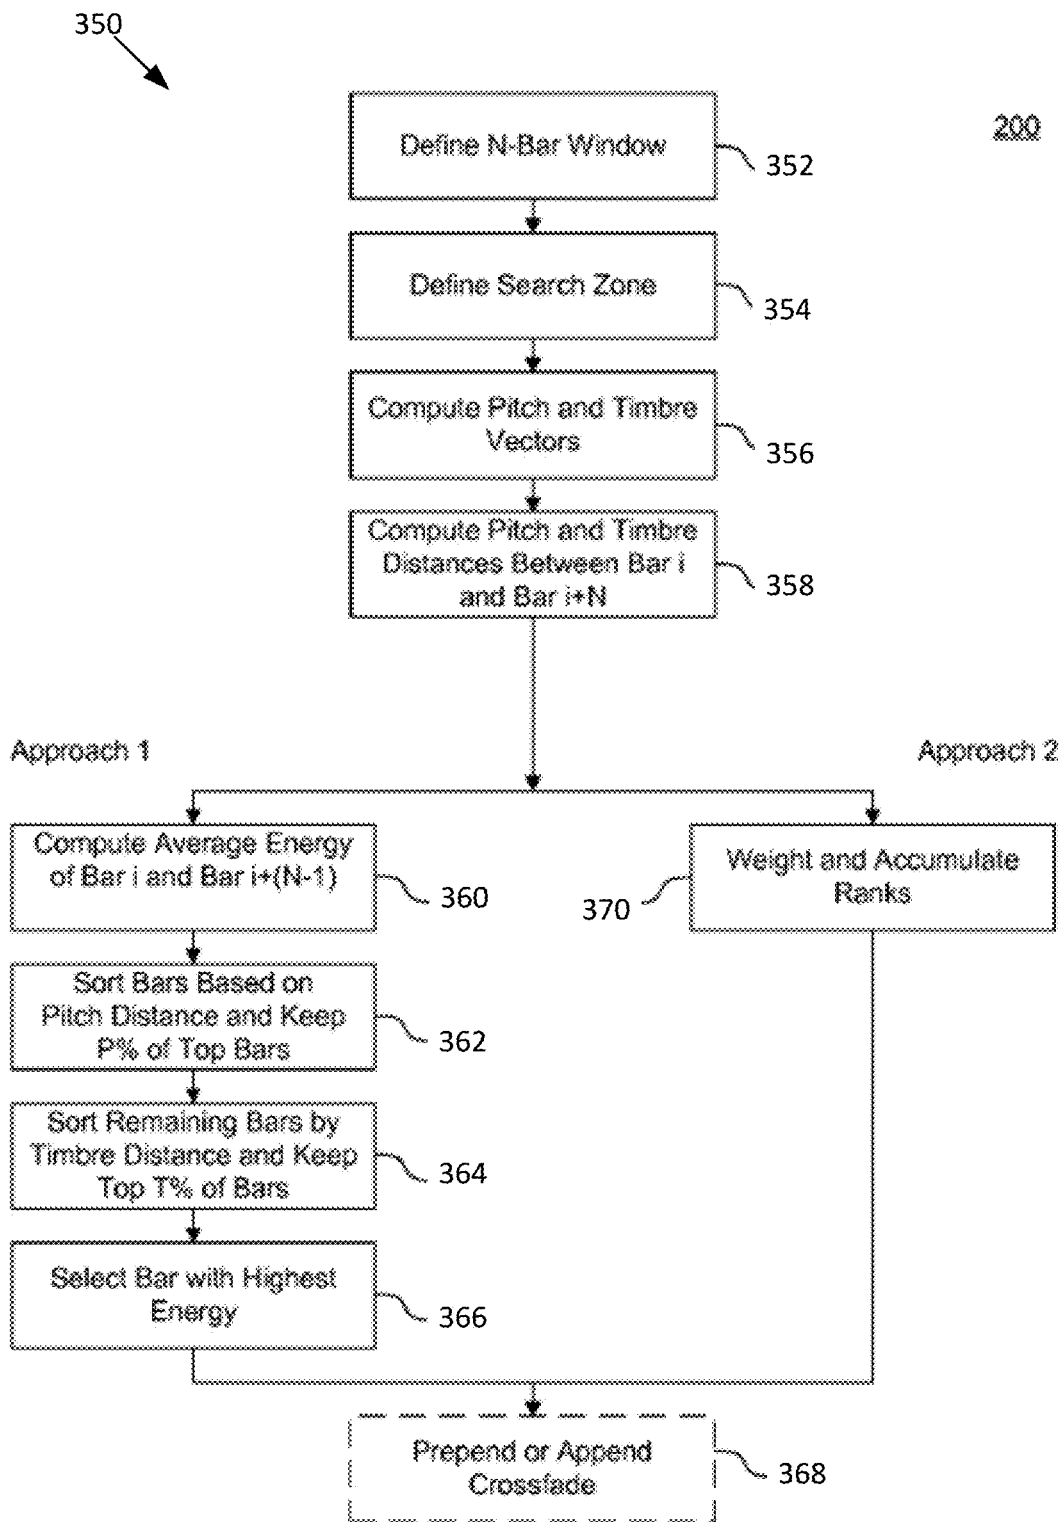 350
200
Define N-Bar Window
352
Define Search Zone
354
Compute Pitch and Timbre
Vectors
356
Compute Pitch and Timbre
Distances Between Bar i
and Bar i+N
358
Approach 1
Approach 2
Compute Average Energy
of Bar i and Bar i+(N-1)
360
Weight and Accumulate
Ranks
370
Sort Bars Based on
Pitch Distance and Keep
P% of Top Bars
362
Sort Remaining Bars by
Timbre Distance and Keep
Top T% of Bars
364
Select Bar with Highest
Energy
366
Prepend or Append
Crossfade
368